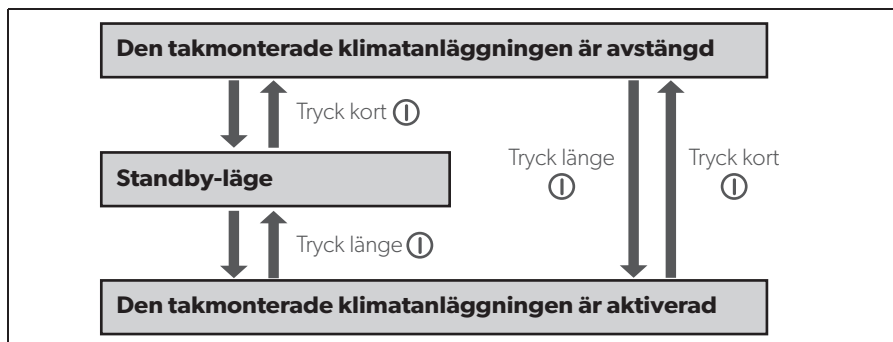 Den takmonterade klimatanläggningen är avstängd
Tryck kort
Standby-läge
Tryck länge
Tryck kort
Tryck länge
Den takmonterade klimatanläggningen är aktiverad